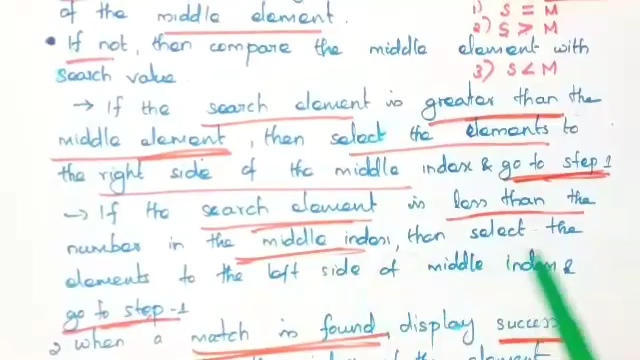 of the middle element.
1) S = M
2) S > M
• If not, then compare the middle element with
search value.
3) S < M
→ If the search element is greater than the
middle element, then select the elements to
the right side of the middle index & go to step 1
→ If the search element is less than the
number in the middle index, then select the
elements to the left side of middle index &
go to step-1
when a match is found, display success
the element